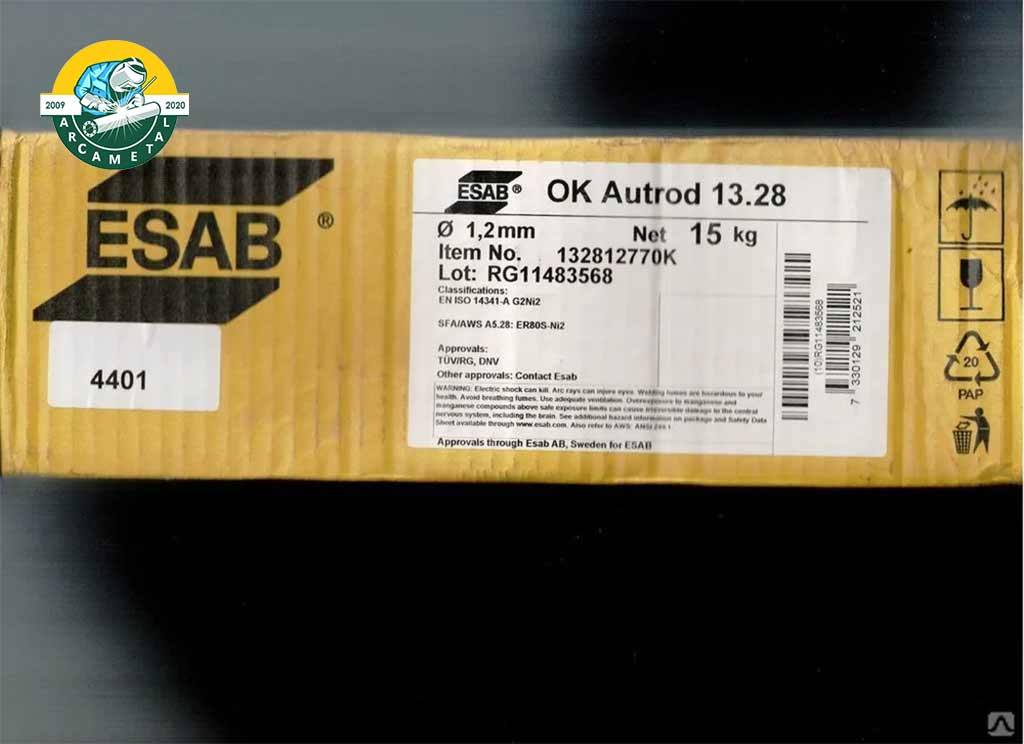 2009 2020
ARCAMETAL
ESAB®
4401
ESAB® OK Autrod 13.28
Ø 1,2mm Net 15 kg
Item No. 132812770K
Lot: RG11483568
Classifications:
EN ISO 14341-A G2Ni2
SFA/AWS A5.28: ER80S-Ni2
Approvals:
TÜV/RG, DNV
Other approvals: Contact Esab
WARNING: Electric shock can kill. Arc rays can injure eyes. Welding fumes are hazardous to your
health. Avoid breathing fumes. Use adequate ventilation. Overexposure to manganese and
manganese compounds above safe exposure limits can cause irreversible damage to the central
nervous system, including the brain. See additional hazard information on package and Safety Data
Sheet available through www.esab.com. Also refer to AWS: ANSI Z49.1
Approvals through Esab AB, Sweden for ESAB
(10)RG11483568
7 330129 212521
20
PAP